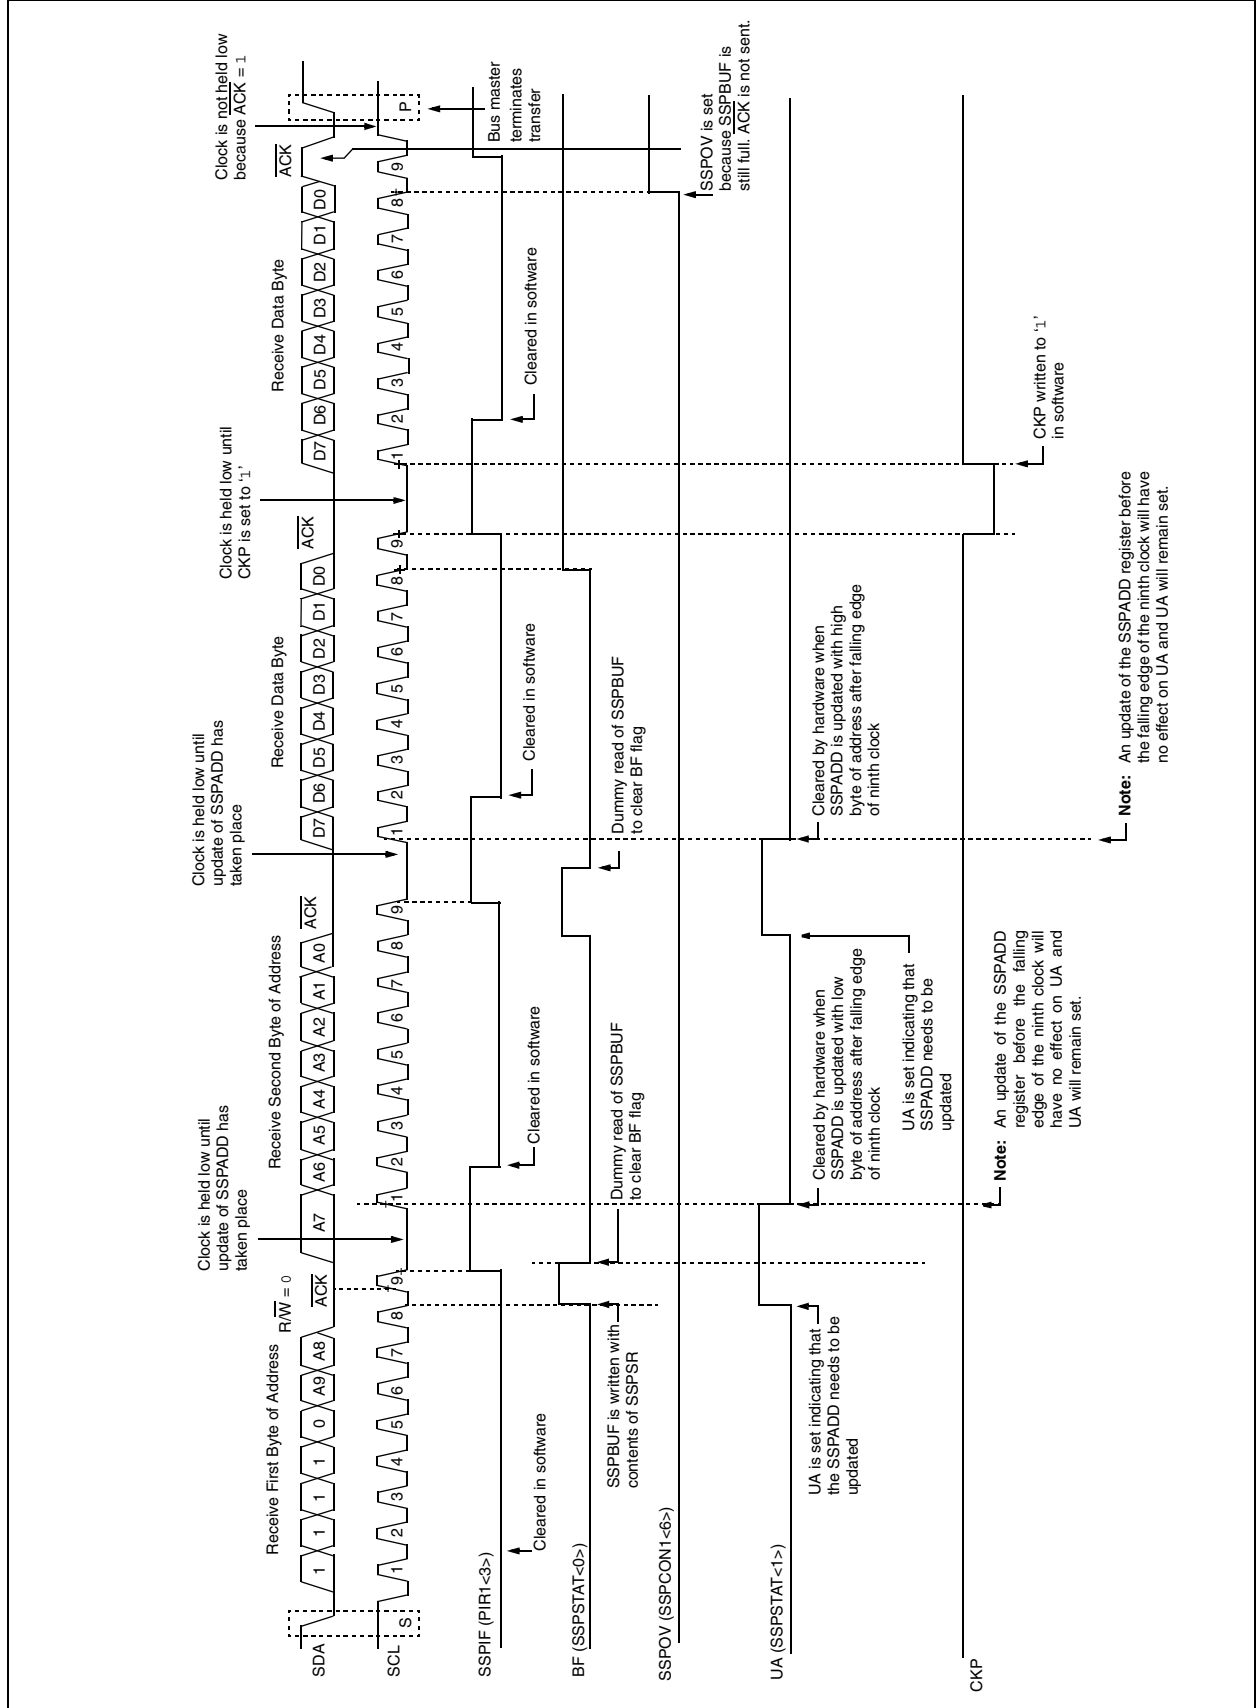 Receive First Byte of Address
R/W = 0
ACK
Clock is held low until
update of SSPADD has
taken place
Receive Second Byte of Address
ACK
Clock is held low until
update of SSPADD has
taken place
Receive Data Byte
ACK
Clock is held low until
CKP is set to ‘1’
Receive Data Byte
ACK
Clock is not held low
because ACK = 1
SDA
1 1 1 1 0 A9 A8 A7 A6 A5 A4 A3 A2 A1 A0 D7 D6 D5 D4 D3 D2 D1 D0 D7 D6 D5 D4 D3 D2 D1 D0
SCL
S 1 2 3 4 5 6 7 8 9 1 2 3 4 5 6 7 8 9 1 2 3 4 5 6 7 8 9 1 2 3 4 5 6 7 8 9 P
Bus master
terminates
transfer
SSPIF (PIR1<3>)
Cleared in software
Cleared in software
Cleared in software
Cleared in software
BF (SSPSTAT<0>)
SSPBUF is written with
contents of SSPSR
Dummy read of SSPBUF
to clear BF flag
Dummy read of SSPBUF
to clear BF flag
SSPOV (SSPCON1<6>)
SSPOV is set
because SSPBUF is
still full. ACK is not sent.
UA (SSPSTAT<1>)
UA is set indicating that
the SSPADD needs to be
updated
Cleared by hardware when
SSPADD is updated with low
byte of address after falling edge
of ninth clock
UA is set indicating that
SSPADD needs to be
updated
Cleared by hardware when
SSPADD is updated with high
byte of address after falling edge
of ninth clock
CKP
CKP written to ‘1’
in software
Note: An update of the SSPADD
register before the falling
edge of the ninth clock will
have no effect on UA and
UA will remain set.
Note: An update of the SSPADD register before
the falling edge of the ninth clock will have
no effect on UA and UA will remain set.